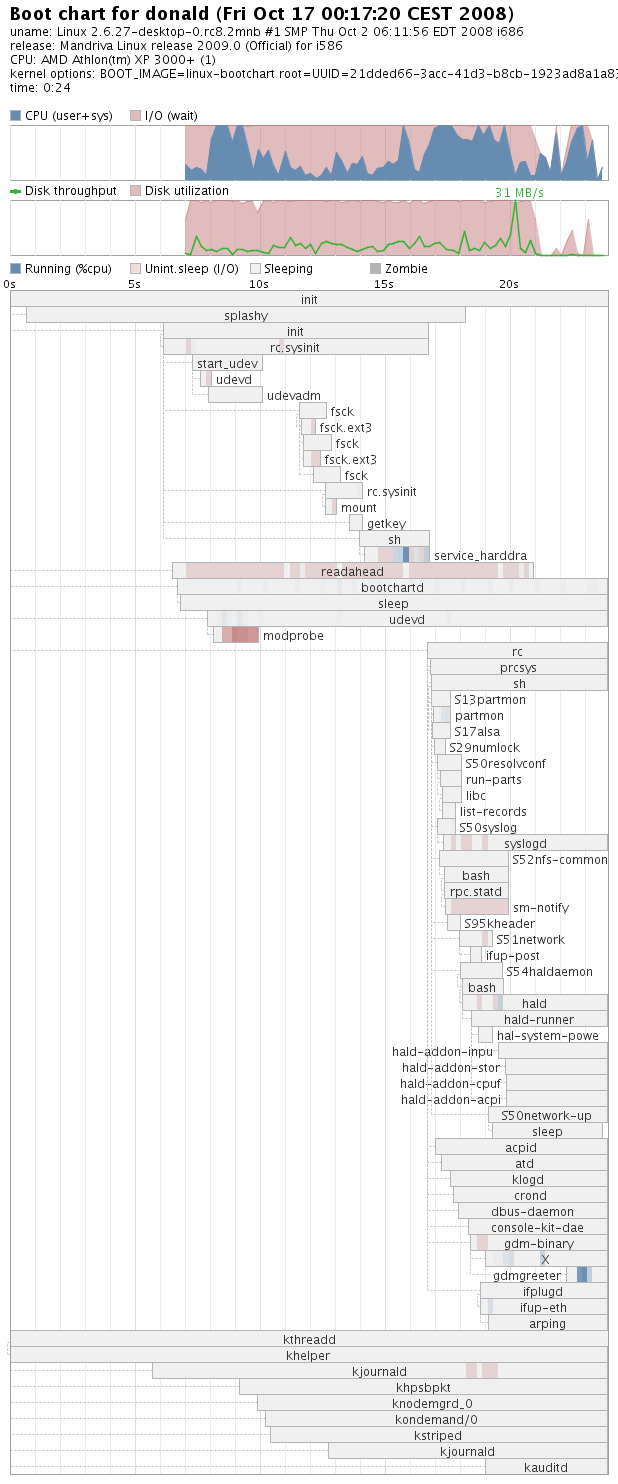 Boot chart for donald (Fri Oct 17 00:17:20 CEST 2008)
uname: Linux 2.6.27-desktop-0.rc8.2mnb #1 SMP Thu Oct 2 06:11:56 EDT 2008 i686
release: Mandriva Linux release 2009.0 (Official) for i586
CPU: AMD Athlon(tm) XP 3000+ (1)
kernel options: BOOT_IMAGE=linux-bootchart root=UUID=21dded66-3acc-41d3-b8cb-1923ad8a1a8
time: 0:24
CPU (user+sys) I/O (wait)
Disk throughput Disk utilization 31 MB/s
Running (%cpu) Unint.sleep (I/O) Sleeping Zombie
0s 5s 10s 15s 20s
init
splashy
init
rc.sysinit
start_udev
udevd
udevadm
fsck
fsck.ext3
fsck
fsck.ext3
fsck
rc.sysinit
mount
getkey
sh
service_harddra
readahead
bootchartd
sleep
udevd
modprobe
rc
prcsys
sh
S13partmon
partmon
S17alsa
S29numlock
S50resolvconf
run-parts
libc
list-records
S50syslog
syslogd
S52nfs-common
bash
rpc.statd
sm-notify
S95kheader
S51network
ifup-post
S54haldaemon
bash
hald
hald-runner
hal-system-powe
hald-addon-inpu
hald-addon-stor
hald-addon-cpuf
hald-addon-acpi
S50network-up
sleep
acpid
atd
klogd
crond
dbus-daemon
console-kit-dae
gdm-binary
X
gdmgreeter
ifplugd
ifup-eth
arping
kthreadd
khelper
kjournald
khpsbpkt
knodemgrd_0
kondemand/0
kstriped
kjournald
kauditd